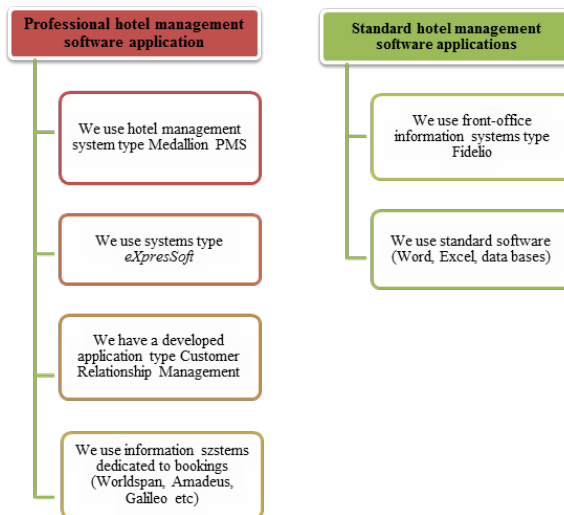 Professional hotel management
software application
We use hotel management
system type Medallion PMS
We use systems type
eXpresSoft
We have a developed
application type Customer
Relationship Management
We use information szstems
dedicated to bookings
(Worldspan, Amadeus,
Galileo etc)
Standard hotel management
software applications
We use front-office
information systems type
Fidelio
We use standard software
(Word, Excel, data bases)